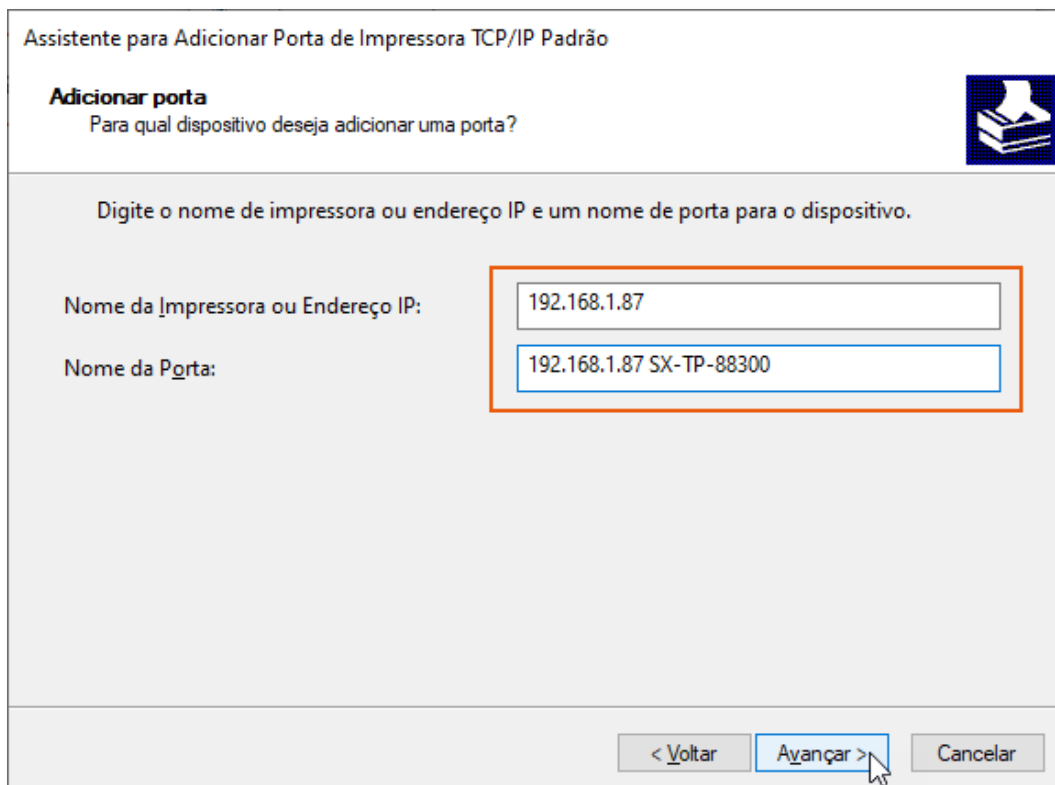 Assistente para Adicionar Porta de Impressora TCP/IP Padrão
Adicionar porta
Para qual dispositivo deseja adicionar uma porta?
Digite o nome de impressora ou endereço IP e um nome de porta para o dispositivo.
Nome da Impressora ou Endereço IP: 192.168.1.87
Nome da Porta: 192.168.1.87 SX-TP-88300
< Voltar Avançar > Cancelar